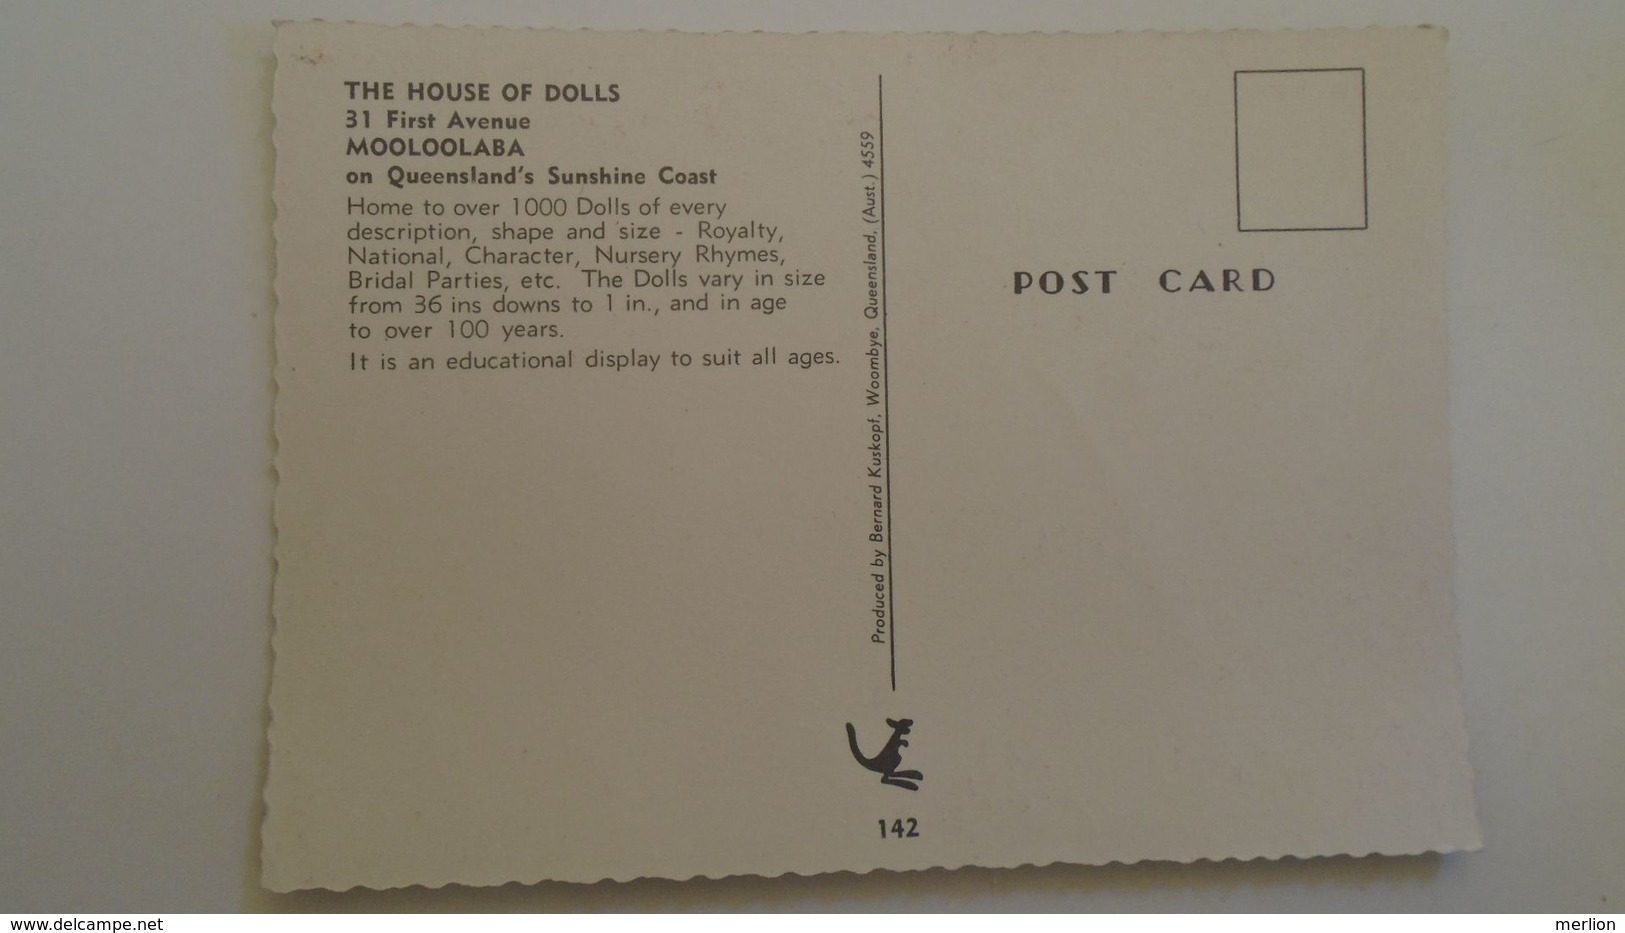 THE HOUSE OF DOLLS
31 First Avenue
MOOLOOLABA
on Queensland's Sunshine Coast
Home to over 1000 Dolls of every
description, shape and size - Royalty,
National, Character, Nursery Rhymes,
Bridal Parties, etc. The Dolls vary in size
from 36 ins downs to 1 in., and in age
to over 100 years.
It is an educational display to suit all ages.
Produced by Bernard Kuskopf, Woombye, Queensland, (Aust.) 4559
POST CARD
142
www.delcampe.net
merlion